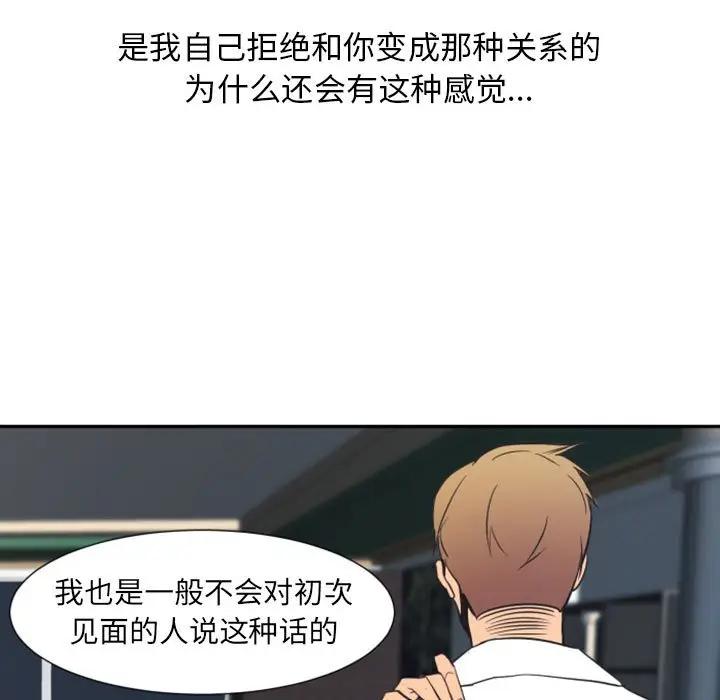 是我自己拒绝和你变成那种关系的
为什么还会有这种感觉...
我也是一般不会对初次
见面的人说这种话的